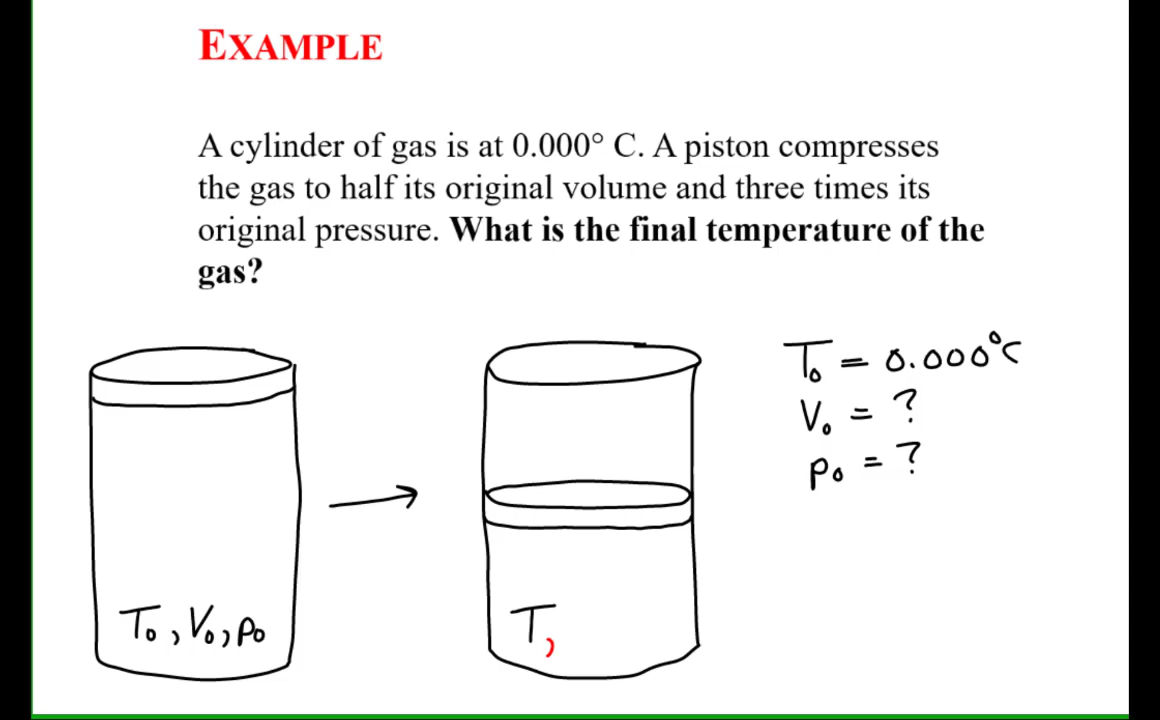 EXAMPLE
A cylinder of gas is at 0.000° C. A piston compresses
the gas to half its original volume and three times its
original pressure. What is the final temperature of the
gas?
T₀ = 0.000°C
V₀ = ?
p₀ = ?
T₀, V₀, p₀
T,